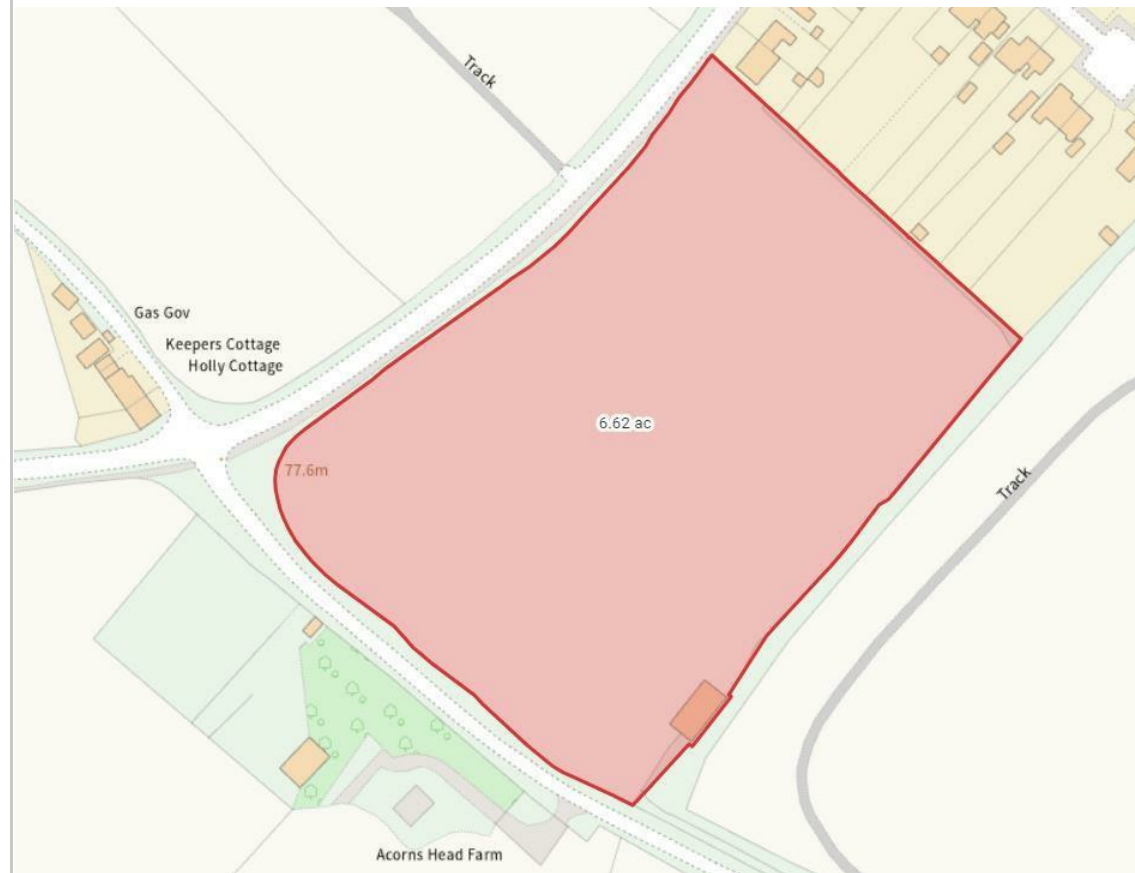 Track
Gas Gov
Keepers Cottage
Holly Cottage
6.62 ac
77.6m
Track
Acorns Head Farm